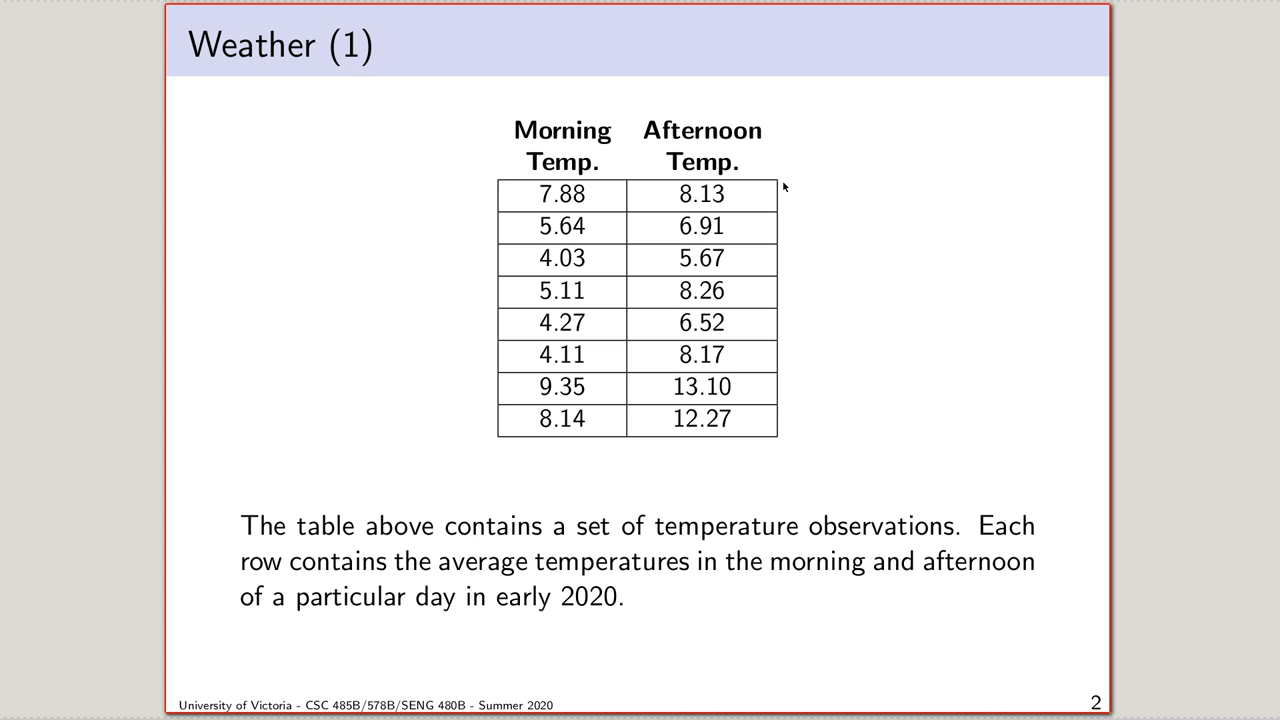 Weather (1)
Morning Afternoon
Temp. Temp.
7.88 8.13
5.64 6.91
4.03 5.67
5.11 8.26
4.27 6.52
4.11 8.17
9.35 13.10
8.14 12.27
The table above contains a set of temperature observations. Each
row contains the average temperatures in the morning and afternoon
of a particular day in early 2020.
University of Victoria - CSC 485B/578B/SENG 480B - Summer 2020 2